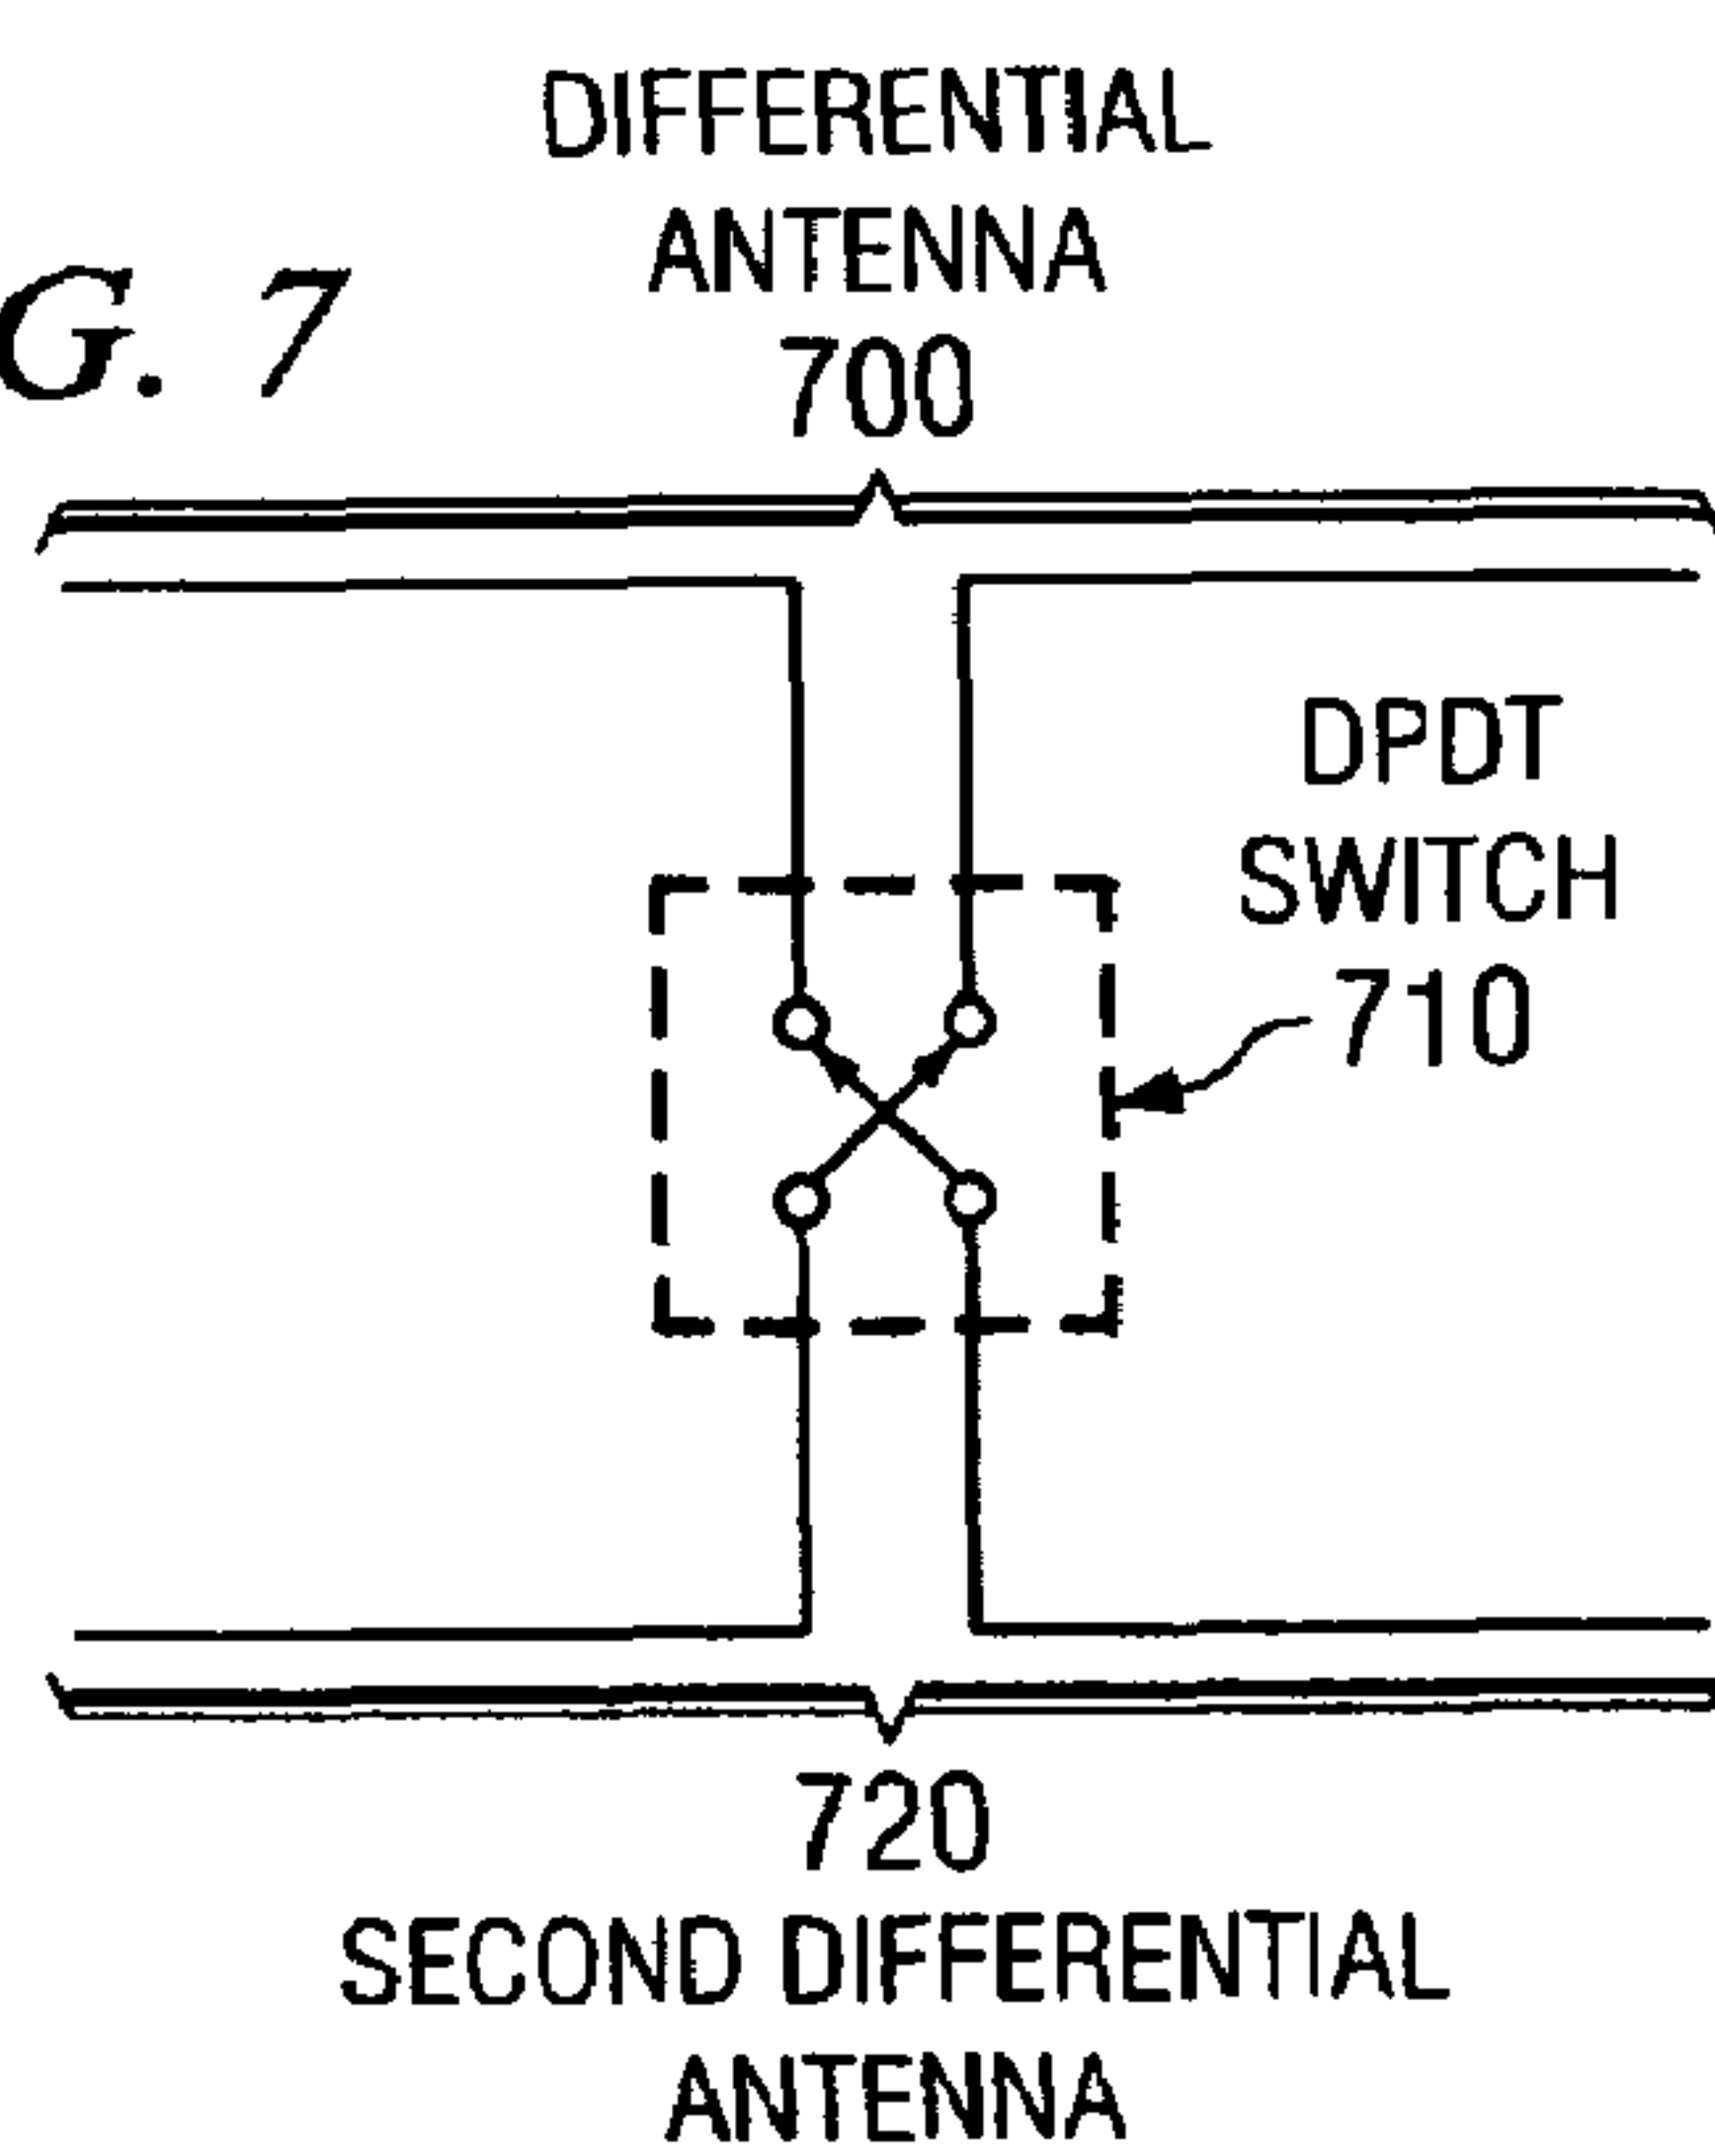 DIFFERENTIAL
ANTENNA
G. 7
700
DPDT
SWITCH
710
720
SECOND DIFFERENTIAL
ANTENNA